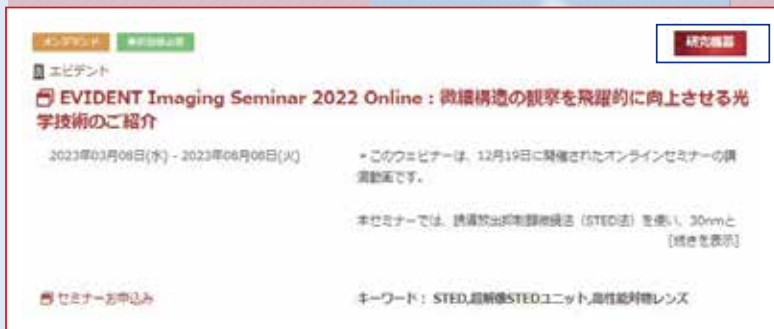 オンデマンド 事前登録必要 研究機器
エビデント
EVIDENT Imaging Seminar 2022 Online：微細構造の観察を飛躍的に向上させる光
学技術のご紹介
2023年03月08日(水) - 2023年06月06日(火)
* このウェビナーは、12月19日に開催されたオンラインセミナーの講
演動画です。
本セミナーでは、誘導放出抑制顕微鏡法（STED法）を使い、30nmと
[続きを表示]
セミナーお申込み
キーワード： STED,超解像STEDユニット,高性能対物レンズ